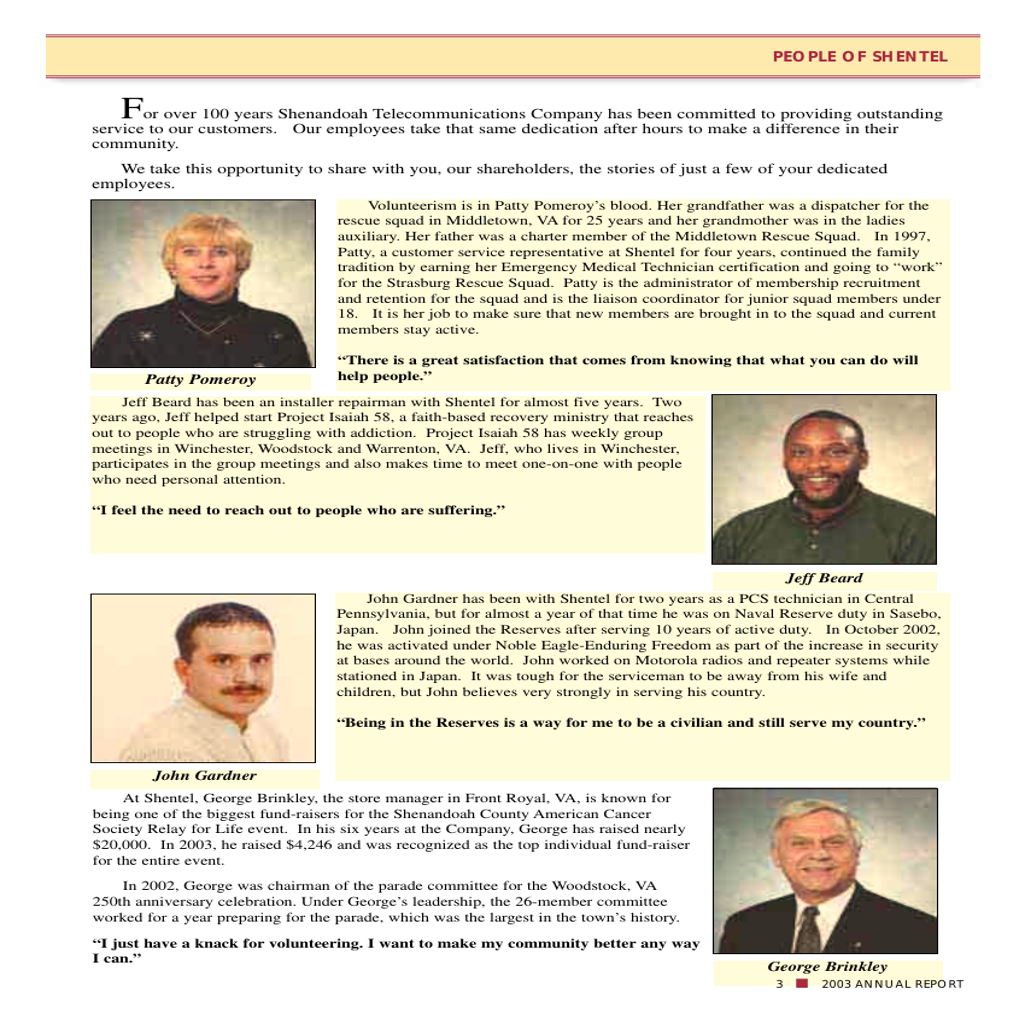 PEOPLE OF SHENTEL
For over 100 years Shenandoah Telecommunications Company has been committed to providing outstanding
service to our customers. Our employees take that same dedication after hours to make a difference in their
community.
We take this opportunity to share with you, our shareholders, the stories of just a few of your dedicated
employees.
Volunteerism is in Patty Pomeroy’s blood. Her grandfather was a dispatcher for the
rescue squad in Middletown, VA for 25 years and her grandmother was in the ladies
auxiliary. Her father was a charter member of the Middletown Rescue Squad. In 1997,
Patty, a customer service representative at Shentel for four years, continued the family
tradition by earning her Emergency Medical Technician certification and going to “work”
for the Strasburg Rescue Squad. Patty is the administrator of membership recruitment
and retention for the squad and is the liaison coordinator for junior squad members under
18. It is her job to make sure that new members are brought in to the squad and current
members stay active.
“There is a great satisfaction that comes from knowing that what you can do will
help people.”
Patty Pomeroy
Jeff Beard has been an installer repairman with Shentel for almost five years. Two
years ago, Jeff helped start Project Isaiah 58, a faith-based recovery ministry that reaches
out to people who are struggling with addiction. Project Isaiah 58 has weekly group
meetings in Winchester, Woodstock and Warrenton, VA. Jeff, who lives in Winchester,
participates in the group meetings and also makes time to meet one-on-one with people
who need personal attention.
“I feel the need to reach out to people who are suffering.”
Jeff Beard
John Gardner has been with Shentel for two years as a PCS technician in Central
Pennsylvania, but for almost a year of that time he was on Naval Reserve duty in Sasebo,
Japan. John joined the Reserves after serving 10 years of active duty. In October 2002,
he was activated under Noble Eagle-Enduring Freedom as part of the increase in security
at bases around the world. John worked on Motorola radios and repeater systems while
stationed in Japan. It was tough for the serviceman to be away from his wife and
children, but John believes very strongly in serving his country.
“Being in the Reserves is a way for me to be a civilian and still serve my country.”
John Gardner
At Shentel, George Brinkley, the store manager in Front Royal, VA, is known for
being one of the biggest fund-raisers for the Shenandoah County American Cancer
Society Relay for Life event. In his six years at the Company, George has raised nearly
$20,000. In 2003, he raised $4,246 and was recognized as the top individual fund-raiser
for the entire event.
In 2002, George was chairman of the parade committee for the Woodstock, VA
250th anniversary celebration. Under George’s leadership, the 26-member committee
worked for a year preparing for the parade, which was the largest in the town’s history.
“I just have a knack for volunteering. I want to make my community better any way
I can.”
George Brinkley
3 ■ 2003 ANNUAL REPORT